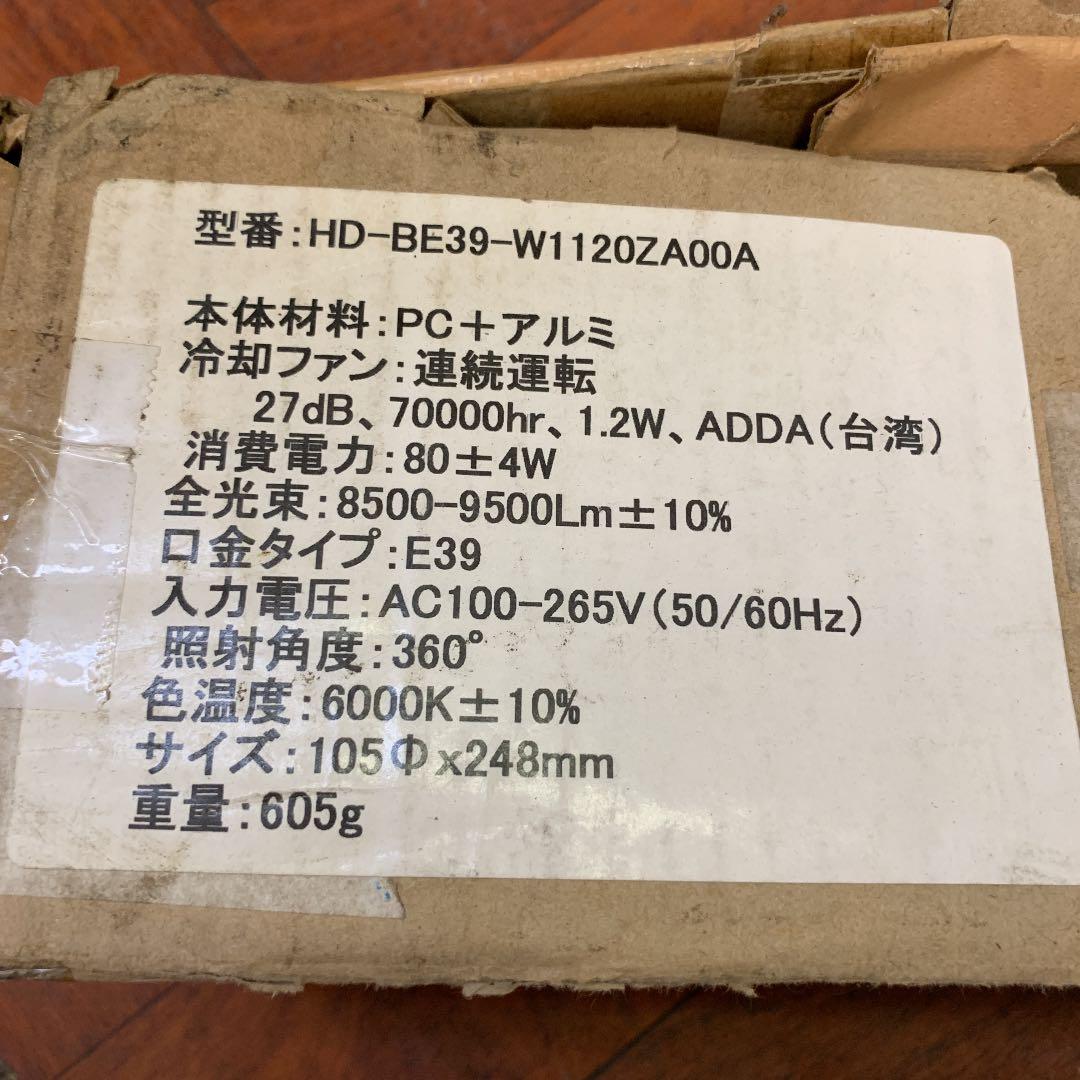 型番:HD-BE39-W1120ZA00A
本体材料:PC+アルミ
冷却ファン:連続運転
27dB、70000hr、1.2W、ADDA(台湾)
消費電力:80±4W
全光束:8500-9500Lm±10%
口金タイプ:E39
入力電圧:AC100-265V(50/60Hz)
照射角度:360°
色温度:6000K±10%
サイズ:105Φx248mm
重量:605g